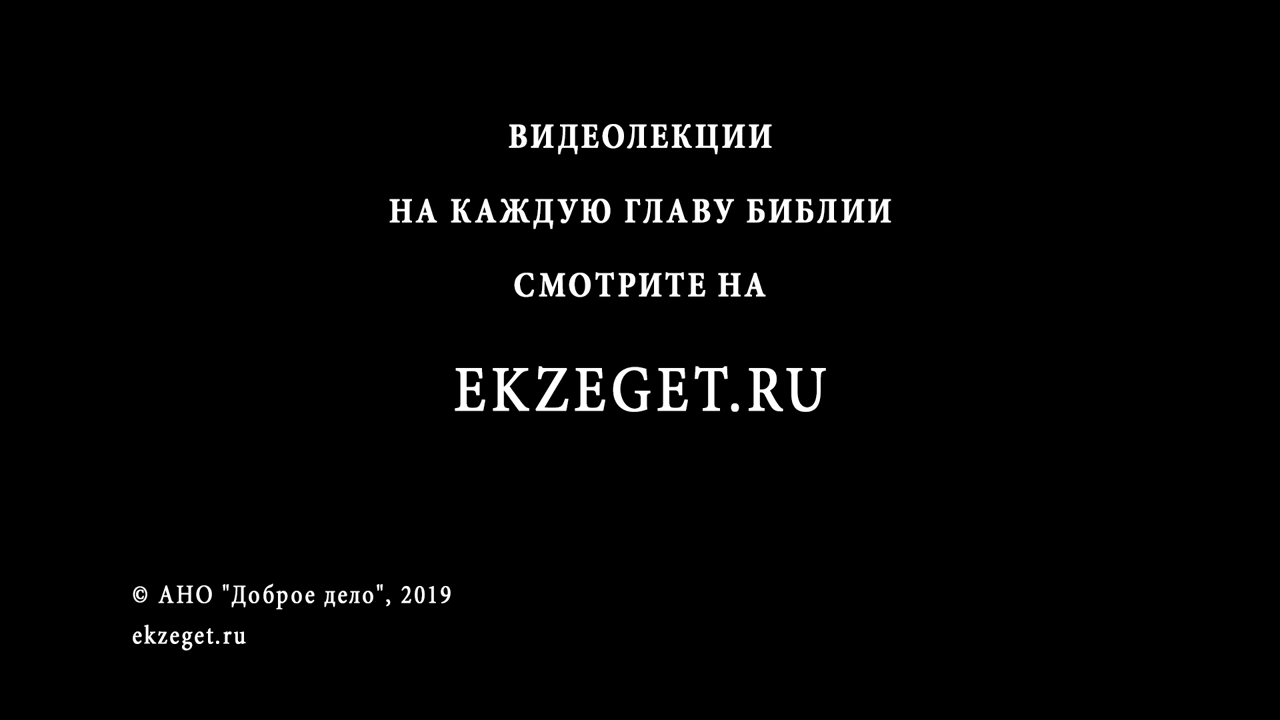 ВИДЕОЛЕКЦИИ
НА КАЖДУЮ ГЛАВУ БИБЛИИ
СМОТРИТЕ НА
EKZEGET.RU
© АНО "Доброе дело", 2019
ekzeget.ru